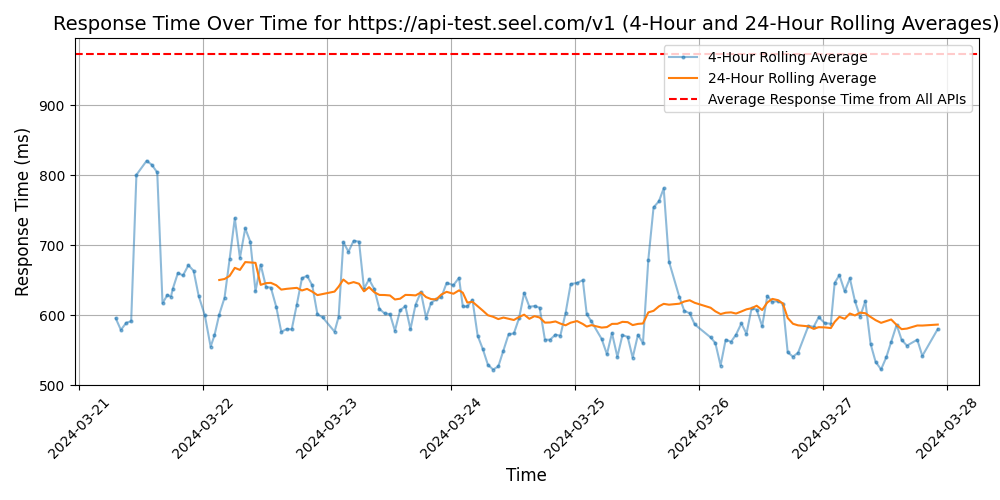 Response Time Over Time for https://api-test.seel.com/v1 (4-Hour and 24-Hour Rolling Averages)
4-Hour Rolling Average
24-Hour Rolling Average
Average Response Time from All APIs
Response Time (ms)
900
800
700
600
500
2024-03-21
2024-03-22
2024-03-23
2024-03-24
2024-03-25
2024-03-26
2024-03-27
2024-03-28
Time